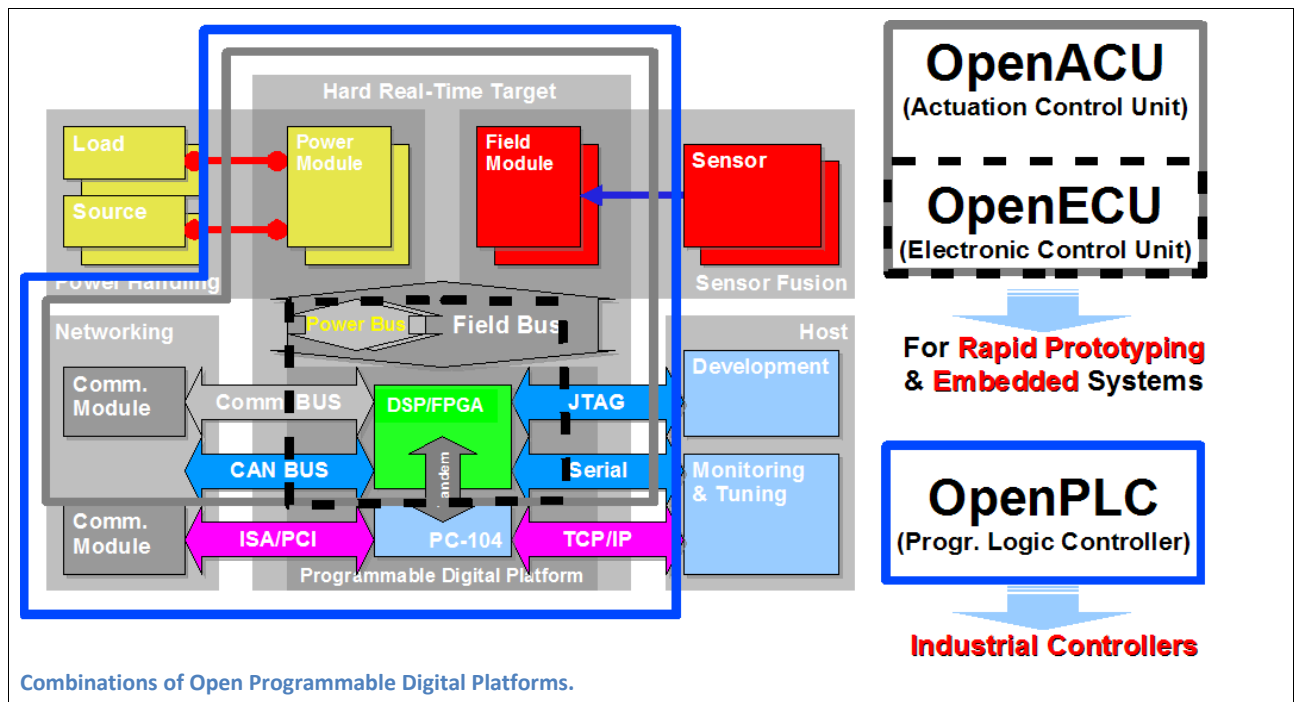 Hard Real-Time Target
Load
Power
Module
Field
Module
Sensor
Source
Power Handling
Sensor Fusion
Networking
Power Bus
Field Bus
Host
Comm.
Module
Comm. BUS
DSP/FPGA
JTAG
Development
CAN BUS
Serial
Monitoring
& Tuning
Comm.
Module
ISA/PCI
PC-104
TCP/IP
Programmable Digital Platform
OpenACU
(Actuation Control Unit)
OpenECU
(Electronic Control Unit)
For Rapid Prototyping
& Embedded Systems
OpenPLC
(Progr. Logic Controller)
Industrial Controllers
Combinations of Open Programmable Digital Platforms.